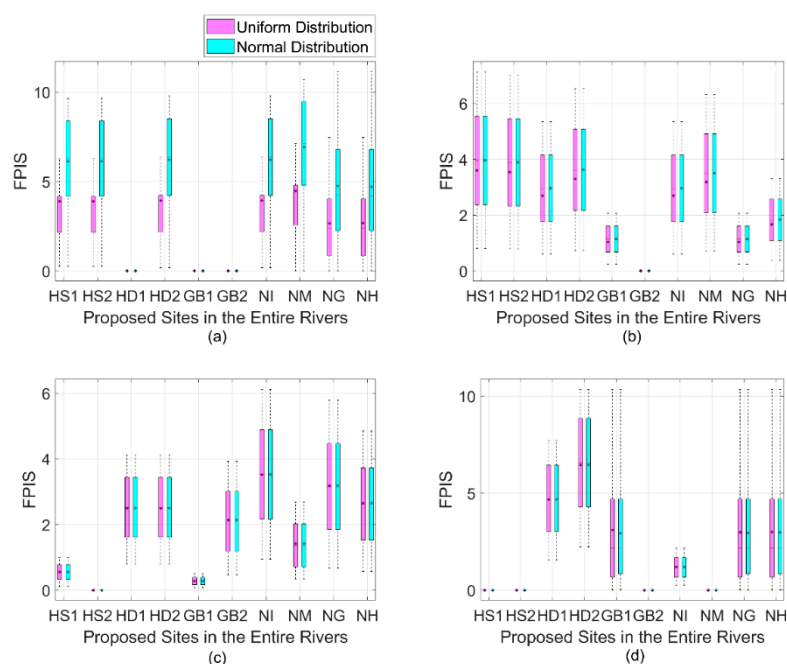 Uniform Distribution
Normal Distribution
FPIS
10
5
0
HS1 HS2 HD1 HD2 GB1 GB2 NI NM NG NH
Proposed Sites in the Entire Rivers
(a)
FPIS
6
4
2
0
HS1 HS2 HD1 HD2 GB1 GB2 NI NM NG NH
Proposed Sites in the Entire Rivers
(b)
FPIS
6
4
2
0
HS1 HS2 HD1 HD2 GB1 GB2 NI NM NG NH
Proposed Sites in the Entire Rivers
(c)
FPIS
10
5
0
HS1 HS2 HD1 HD2 GB1 GB2 NI NM NG NH
Proposed Sites in the Entire Rivers
(d)